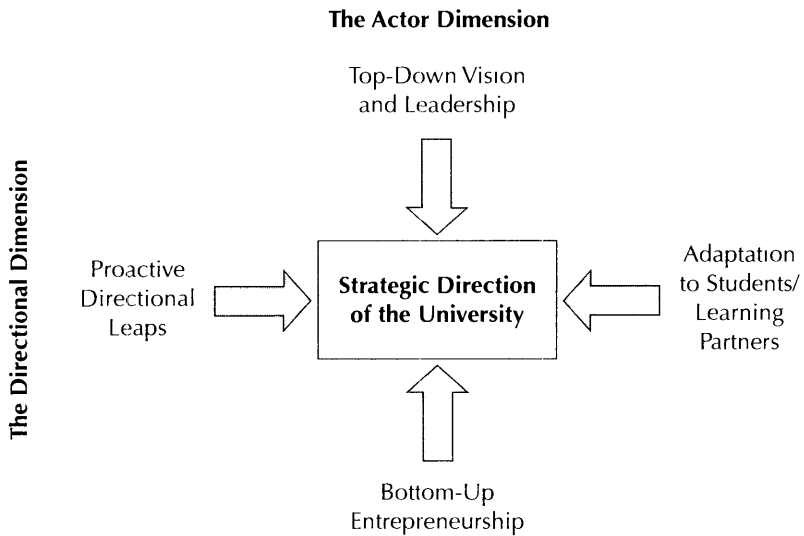 The Actor Dimension
Top-Down Vision
and Leadership
The Directional Dimension
Proactive
Directional
Leaps
Strategic Direction
of the University
Adaptation
to Students/
Learning
Partners
Bottom-Up
Entrepreneurship